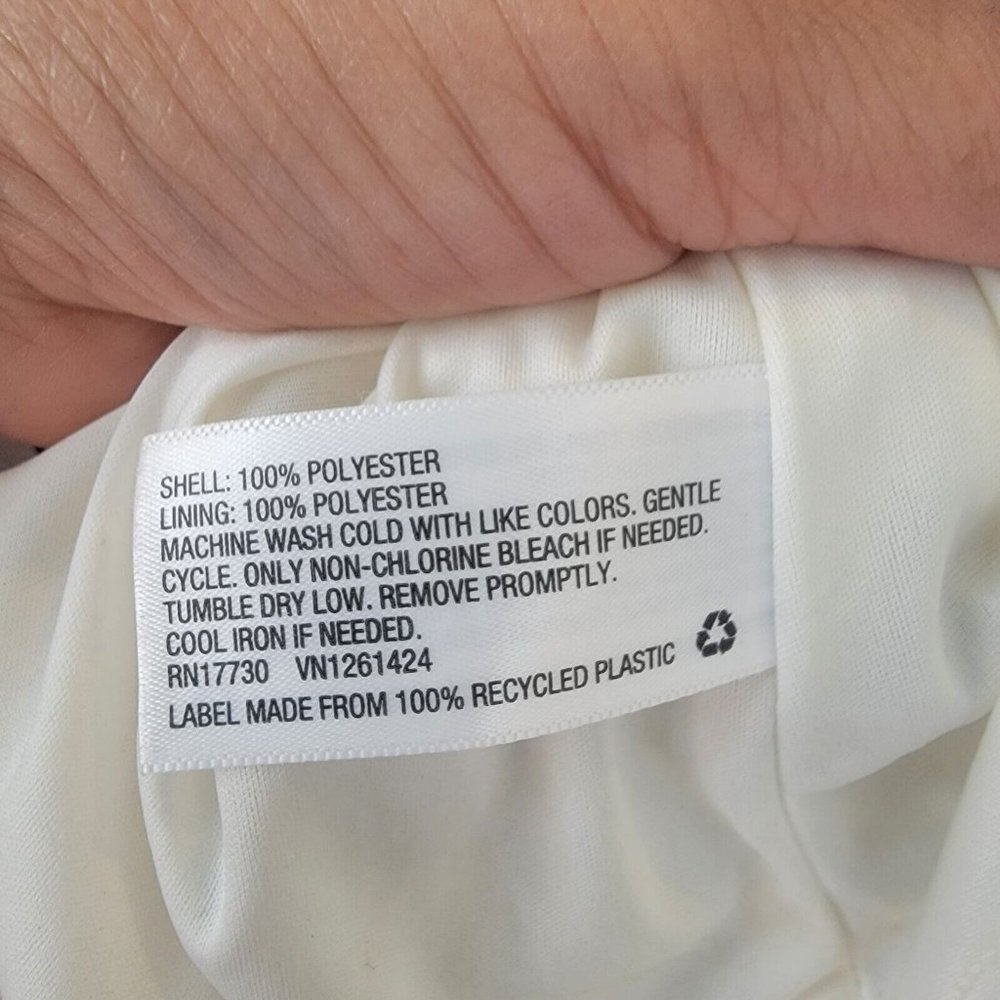 SHELL: 100% POLYESTER
LINING: 100% POLYESTER
MACHINE WASH COLD WITH LIKE COLORS. GENTLE
CYCLE. ONLY NON-CHLORINE BLEACH IF NEEDED.
TUMBLE DRY LOW. REMOVE PROMPTLY.
COOL IRON IF NEEDED.
RN17730 VN1261424
LABEL MADE FROM 100% RECYCLED PLASTIC